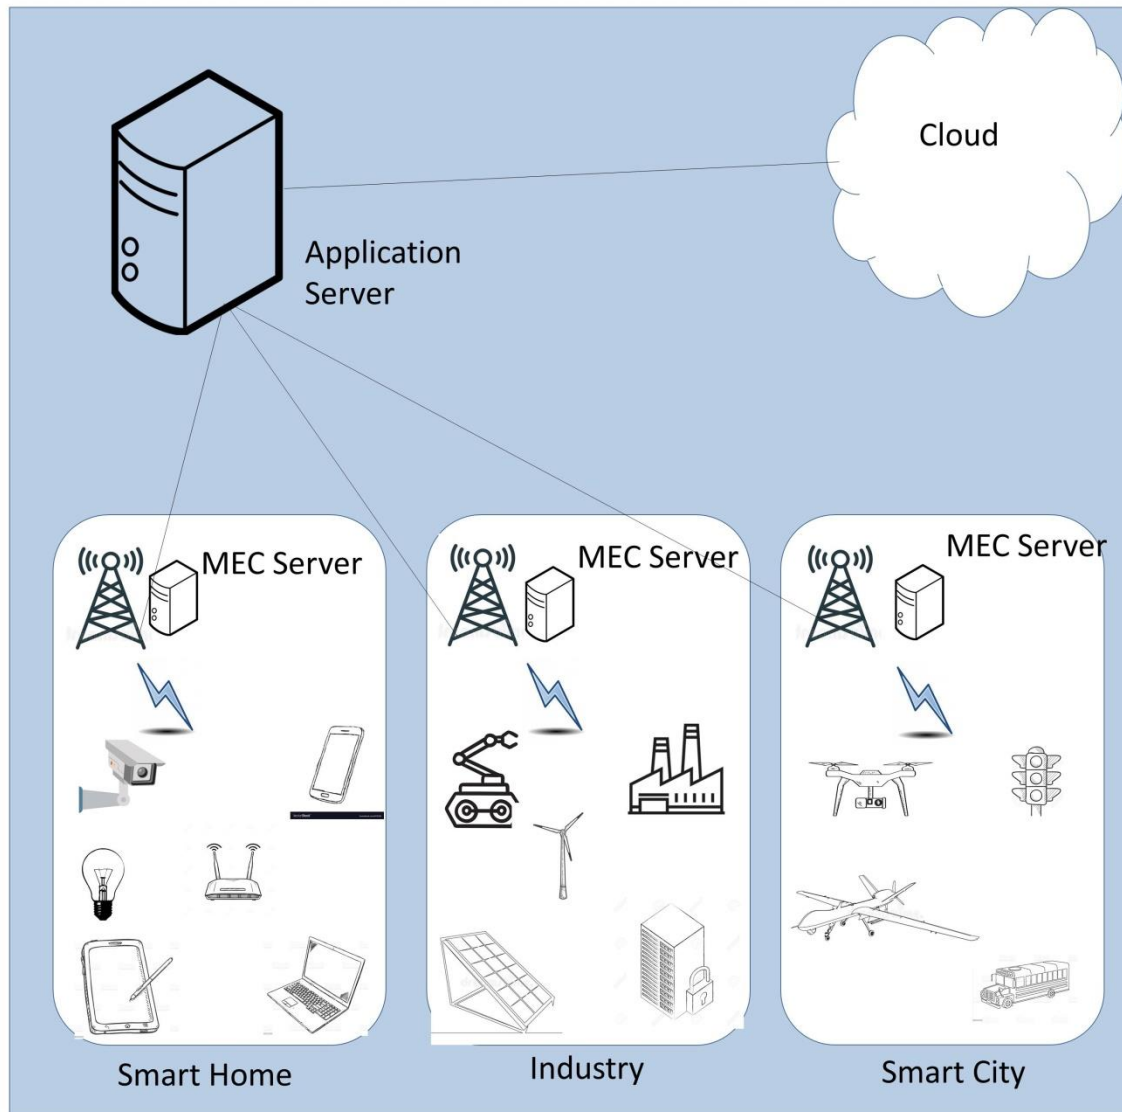 Cloud
Application
Server
MEC Server
MEC Server
MEC Server
Smart Home
Industry
Smart City